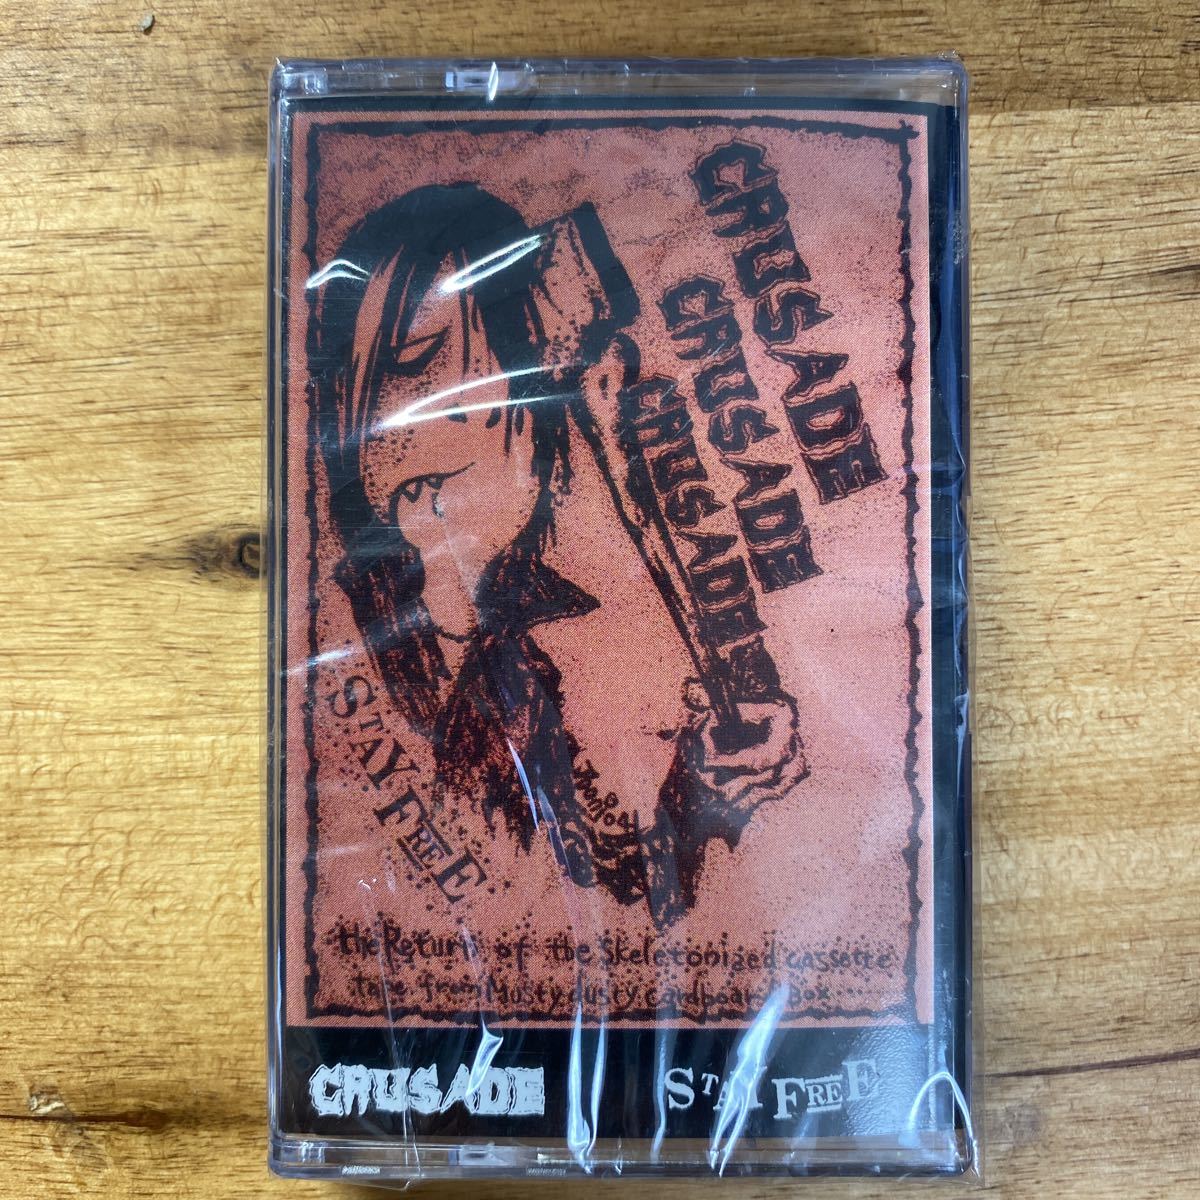 CRUSADE
CRUSADE
CRUSADE
STAY FREE
the Return of the Skeletonized cassette
tape from Musty dusty cardboard box ......
CRUSADE
STAY FREE